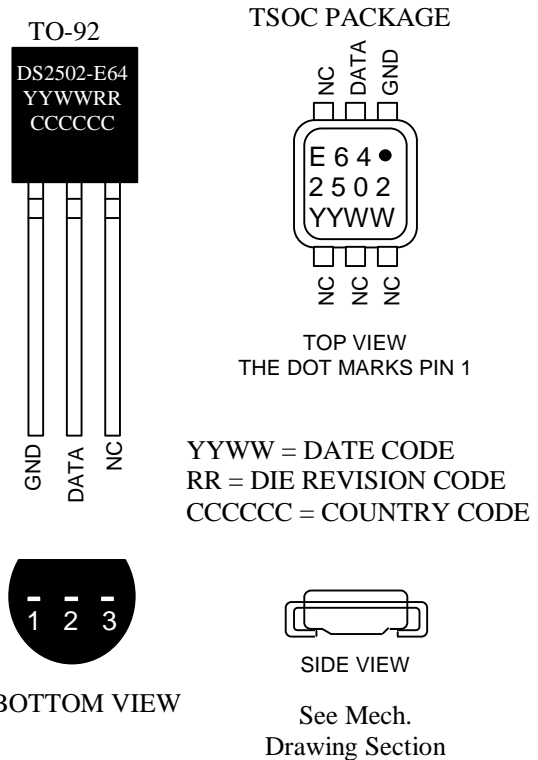 TO-92
DS2502-E64
YYWWRR
CCCCCC
GND
DATA
NC
1 2 3
BOTTOM VIEW
TSOC PACKAGE
NC
DATA
GND
E 6 4
2 5 0 2
YYWW
NC
NC
NC
TOP VIEW
THE DOT MARKS PIN 1
YYWW = DATE CODE
RR = DIE REVISION CODE
CCCCCC = COUNTRY CODE
SIDE VIEW
See Mech.
Drawing Section